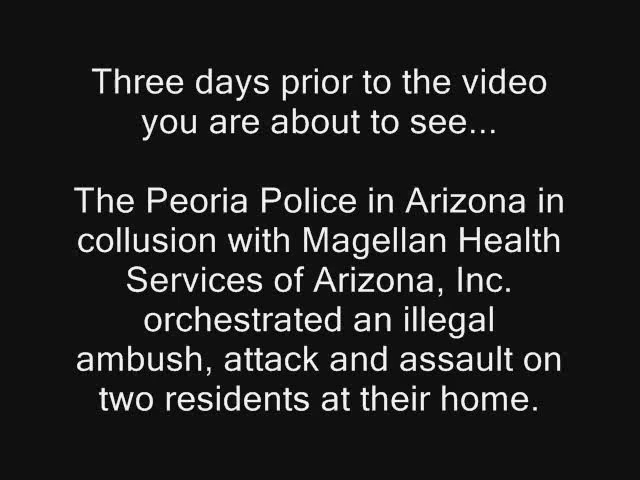 Three days prior to the video
you are about to see...
The Peoria Police in Arizona in
collusion with Magellan Health
Services of Arizona, Inc.
orchestrated an illegal
ambush, attack and assault on
two residents at their home.